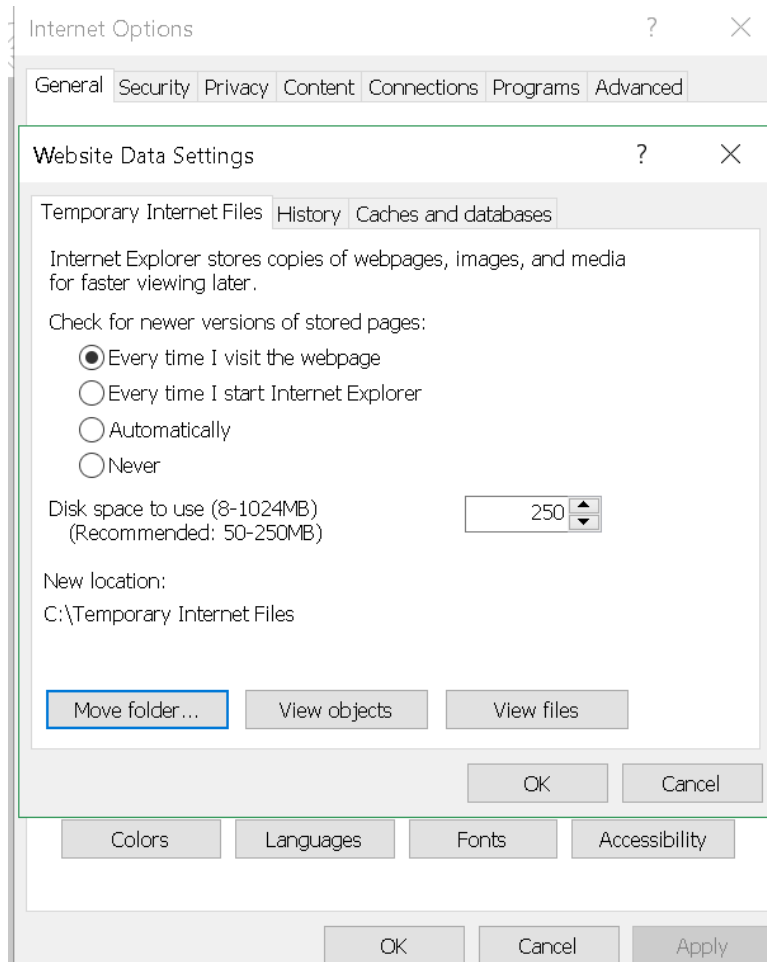 Internet Options
General Security Privacy Content Connections Programs Advanced
Website Data Settings
Temporary Internet Files History Caches and databases
Internet Explorer stores copies of webpages, images, and media
for faster viewing later.
Check for newer versions of stored pages:
Every time I visit the webpage
Every time I start Internet Explorer
Automatically
Never
Disk space to use (8-1024MB)
(Recommended: 50-250MB)
250
New location:
C:\Temporary Internet Files
Move folder... View objects View files
OK Cancel
Colors Languages Fonts Accessibility
OK Cancel Apply